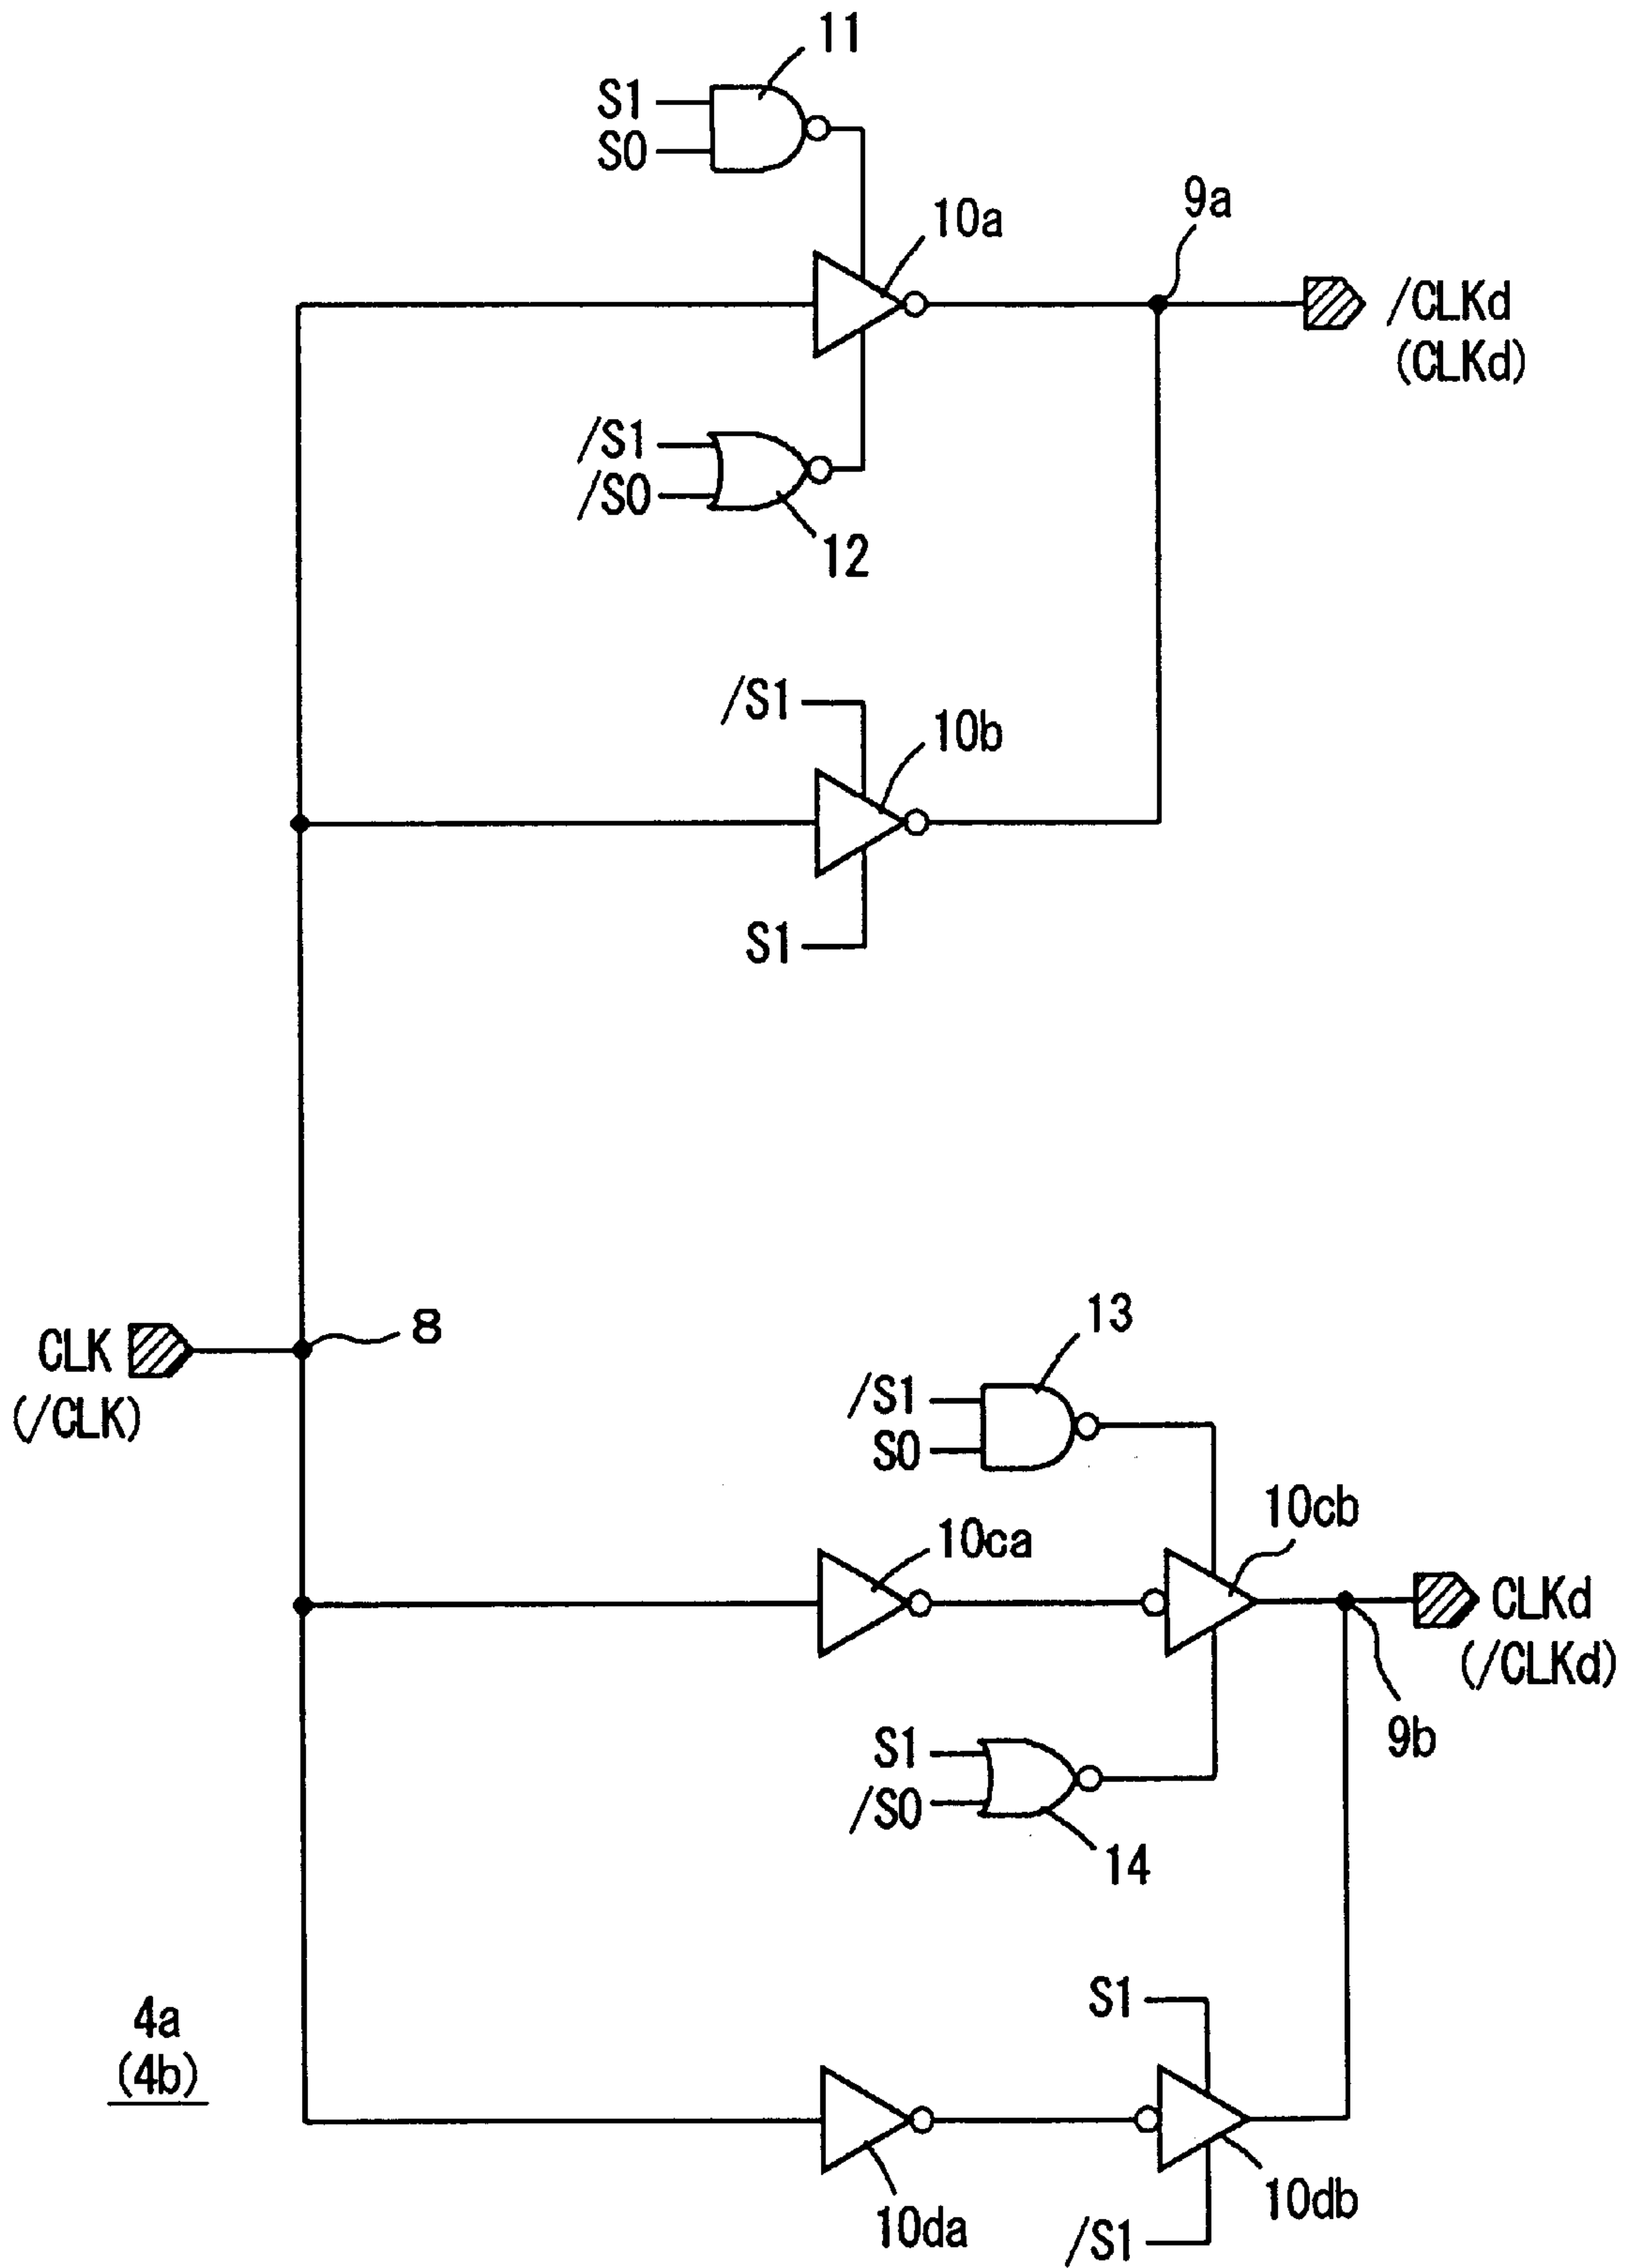 11
S1
S0
10a
9a
/CLKd
(CLKd)
/S1
/S0
12
/S1
10b
S1
13
8
CLK
(/CLK)
/S1
S0
10cb
10ca
CLKd
(/CLKd)
9b
S1
/S0
14
S1
4a
(4b)
10da
10db
/S1